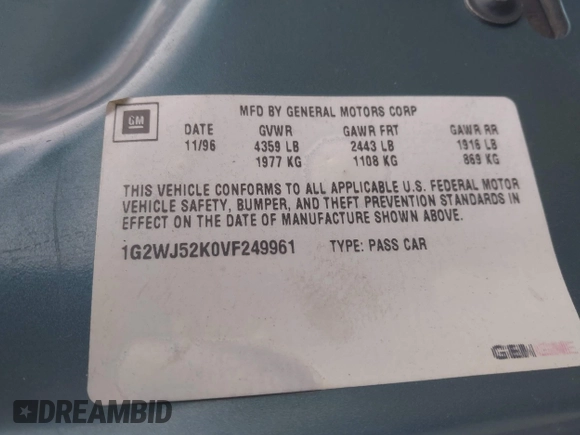 GM
MFD BY GENERAL MOTORS CORP
DATE GVWR GAWR FRT GAWR RR
11/96 4359 LB 2443 LB 1916 LB
1977 KG 1108 KG 869 KG
THIS VEHICLE CONFORMS TO ALL APPLICABLE U.S. FEDERAL MOTOR
VEHICLE SAFETY, BUMPER, AND THEFT PREVENTION STANDARDS IN
EFFECT ON THE DATE OF MANUFACTURE SHOWN ABOVE.
1G2WJ52K0VF249961 TYPE: PASS CAR
DREAMBID